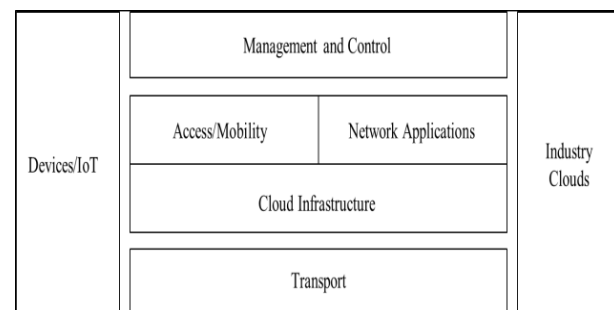 Management and Control
Access/Mobility
Network Applications
Devices/IoT
Industry
Clouds
Cloud Infrastructure
Transport